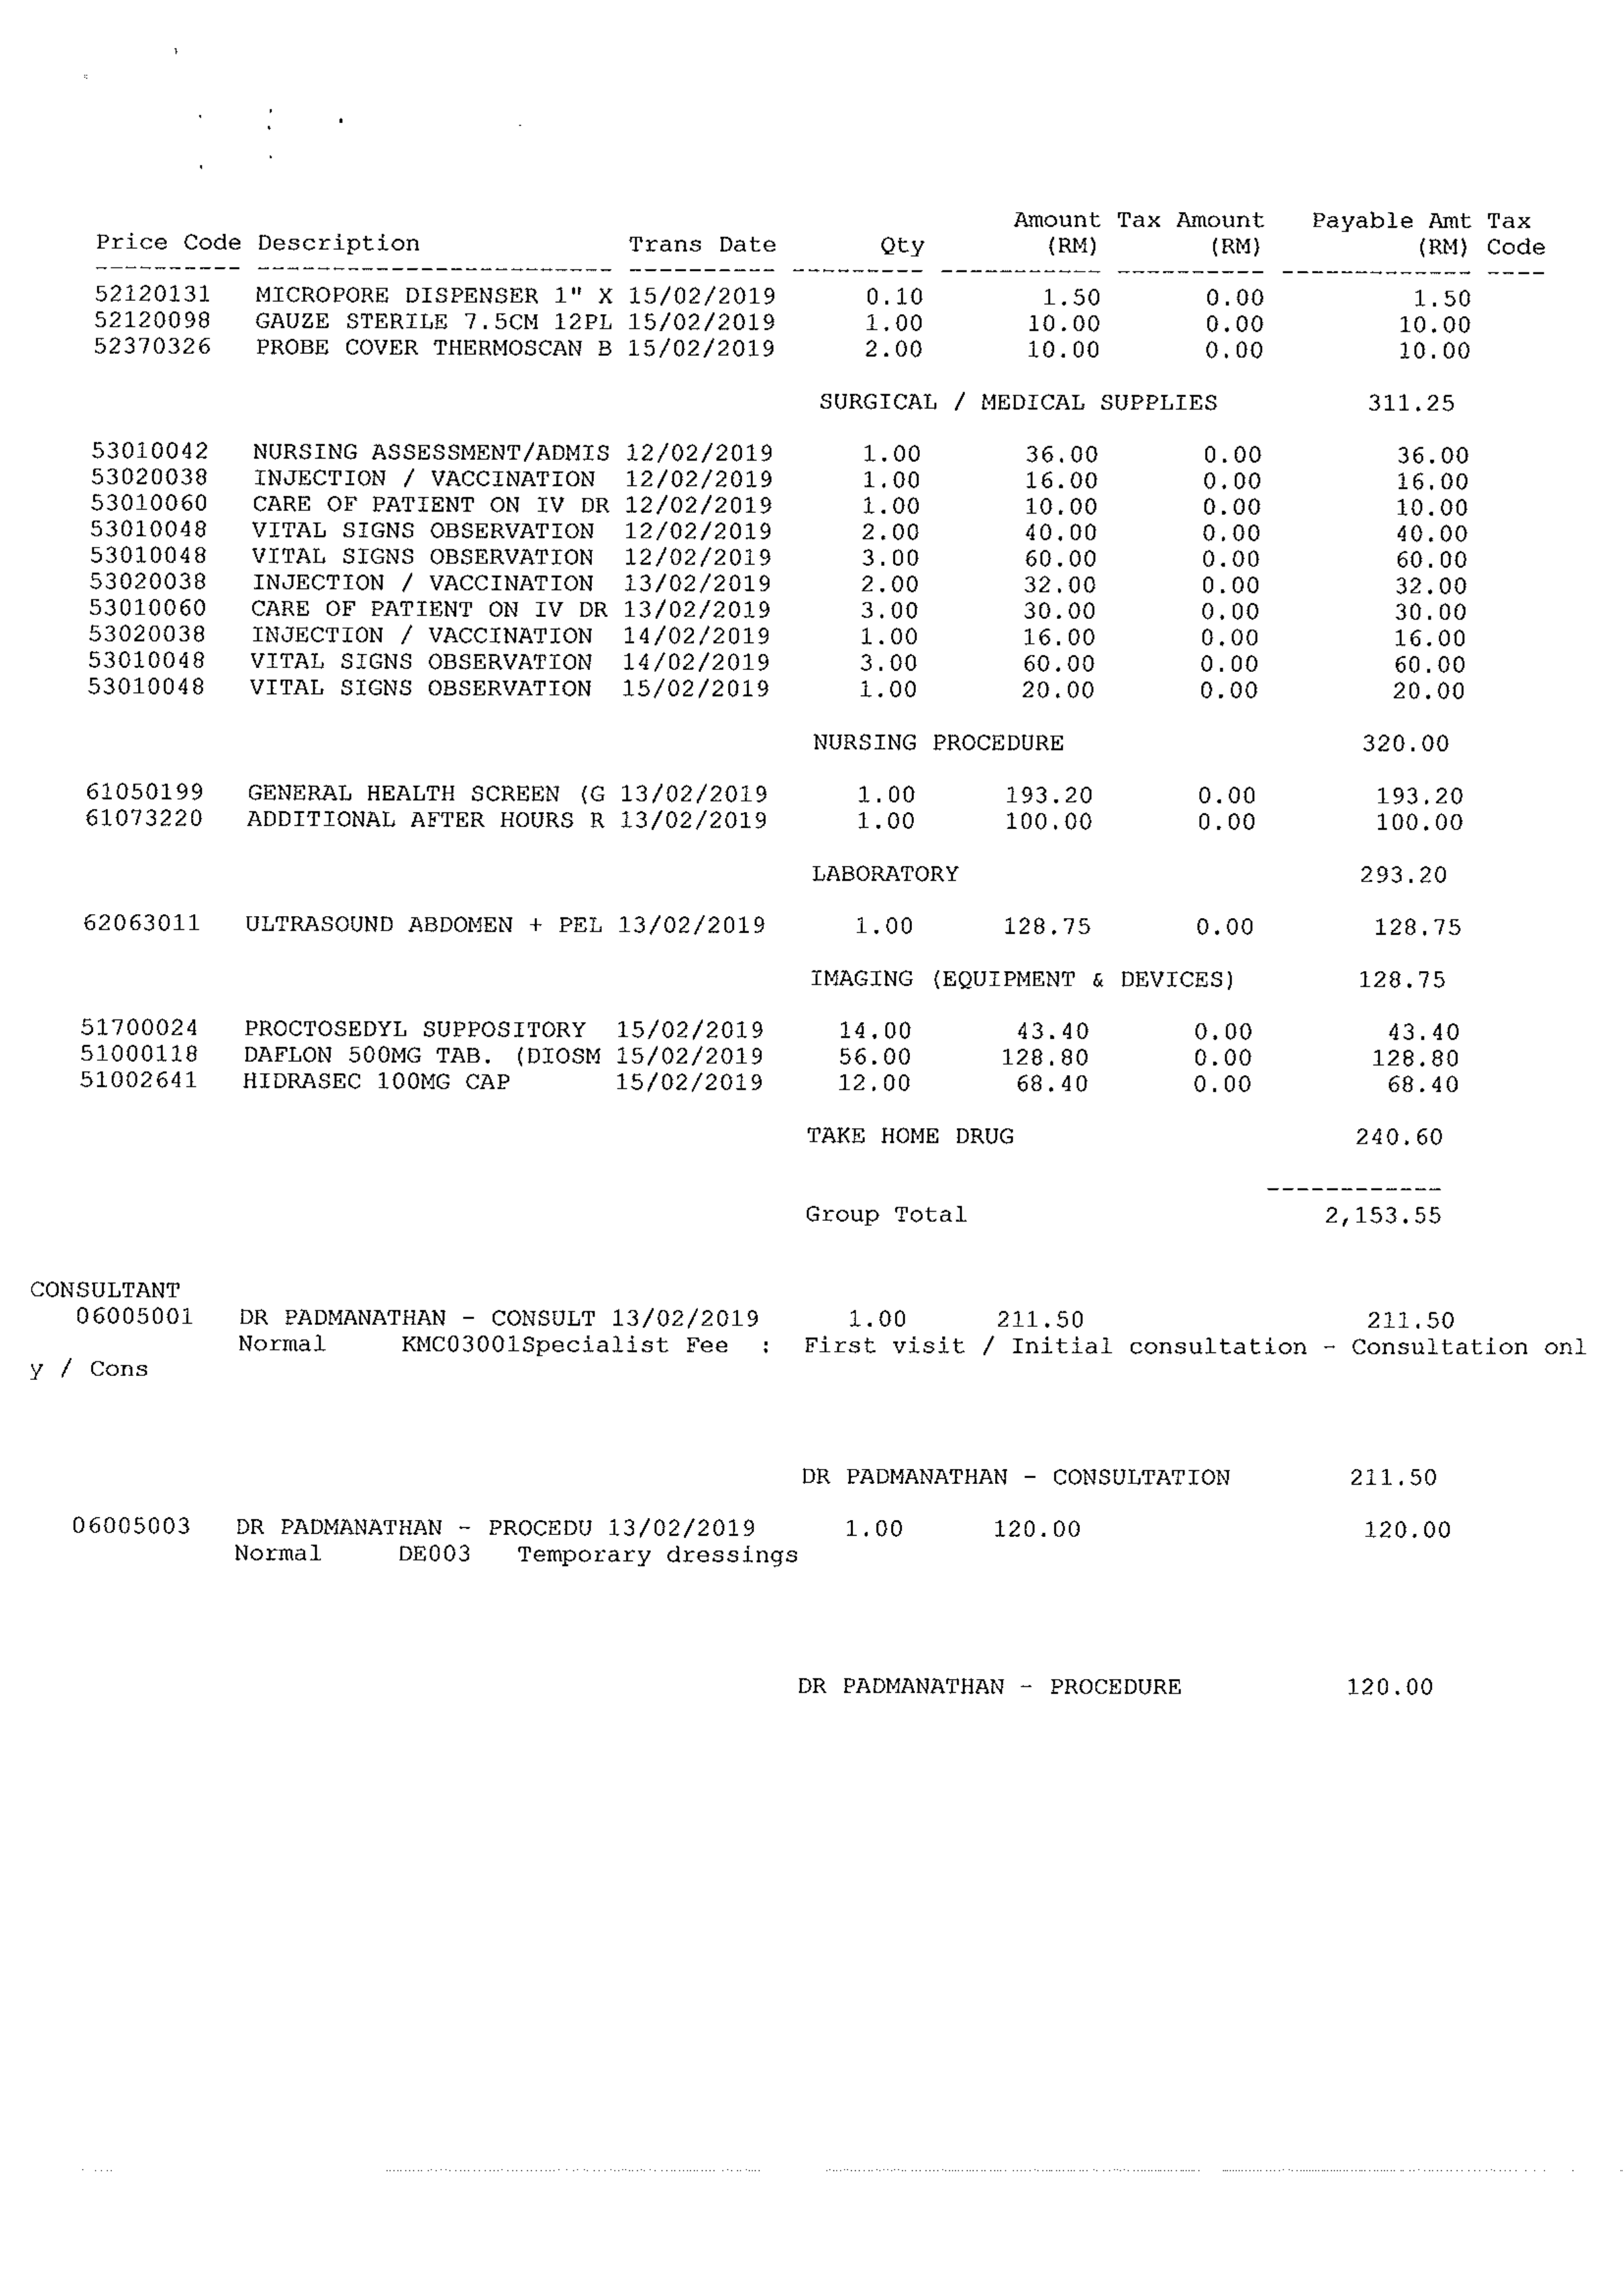 Amount Tax Amount Payable Amt Tax
Price Code Description Trans Date Qty (RM) (RM) (RM) Code
---------- ------------------------ ---------- --------- ----------- ---------- ------------- ----
52120131 MICROPORE DISPENSER 1" X 15/02/2019 0.10 1.50 0.00 1.50
52120098 GAUZE STERILE 7.5CM 12PL 15/02/2019 1.00 10.00 0.00 10.00
52370326 PROBE COVER THERMOSCAN B 15/02/2019 2.00 10.00 0.00 10.00
SURGICAL / MEDICAL SUPPLIES 311.25
53010042 NURSING ASSESSMENT/ADMIS 12/02/2019 1.00 36.00 0.00 36.00
53020038 INJECTION / VACCINATION 12/02/2019 1.00 16.00 0.00 16.00
53010060 CARE OF PATIENT ON IV DR 12/02/2019 1.00 10.00 0.00 10.00
53010048 VITAL SIGNS OBSERVATION 12/02/2019 2.00 40.00 0.00 40.00
53010048 VITAL SIGNS OBSERVATION 12/02/2019 3.00 60.00 0.00 60.00
53020038 INJECTION / VACCINATION 13/02/2019 2.00 32.00 0.00 32.00
53010060 CARE OF PATIENT ON IV DR 13/02/2019 3.00 30.00 0.00 30.00
53020038 INJECTION / VACCINATION 14/02/2019 1.00 16.00 0.00 16.00
53010048 VITAL SIGNS OBSERVATION 14/02/2019 3.00 60.00 0.00 60.00
53010048 VITAL SIGNS OBSERVATION 15/02/2019 1.00 20.00 0.00 20.00
NURSING PROCEDURE 320.00
61050199 GENERAL HEALTH SCREEN (G 13/02/2019 1.00 193.20 0.00 193.20
61073220 ADDITIONAL AFTER HOURS R 13/02/2019 1.00 100.00 0.00 100.00
LABORATORY 293.20
62063011 ULTRASOUND ABDOMEN + PEL 13/02/2019 1.00 128.75 0.00 128.75
IMAGING (EQUIPMENT & DEVICES) 128.75
51700024 PROCTOSEDYL SUPPOSITORY 15/02/2019 14.00 43.40 0.00 43.40
51000118 DAFLON 500MG TAB. (DIOSM 15/02/2019 56.00 128.80 0.00 128.80
51002641 HIDRASEC 100MG CAP 15/02/2019 12.00 68.40 0.00 68.40
TAKE HOME DRUG 240.60
------------
Group Total 2,153.55
CONSULTANT
06005001 DR PADMANATHAN - CONSULT 13/02/2019 1.00 211.50 211.50
Normal KMC03001Specialist Fee : First visit / Initial consultation - Consultation onl
y / Cons
DR PADMANATHAN - CONSULTATION 211.50
06005003 DR PADMANATHAN - PROCEDU 13/02/2019 1.00 120.00 120.00
Normal DE003 Temporary dressings
DR PADMANATHAN - PROCEDURE 120.00